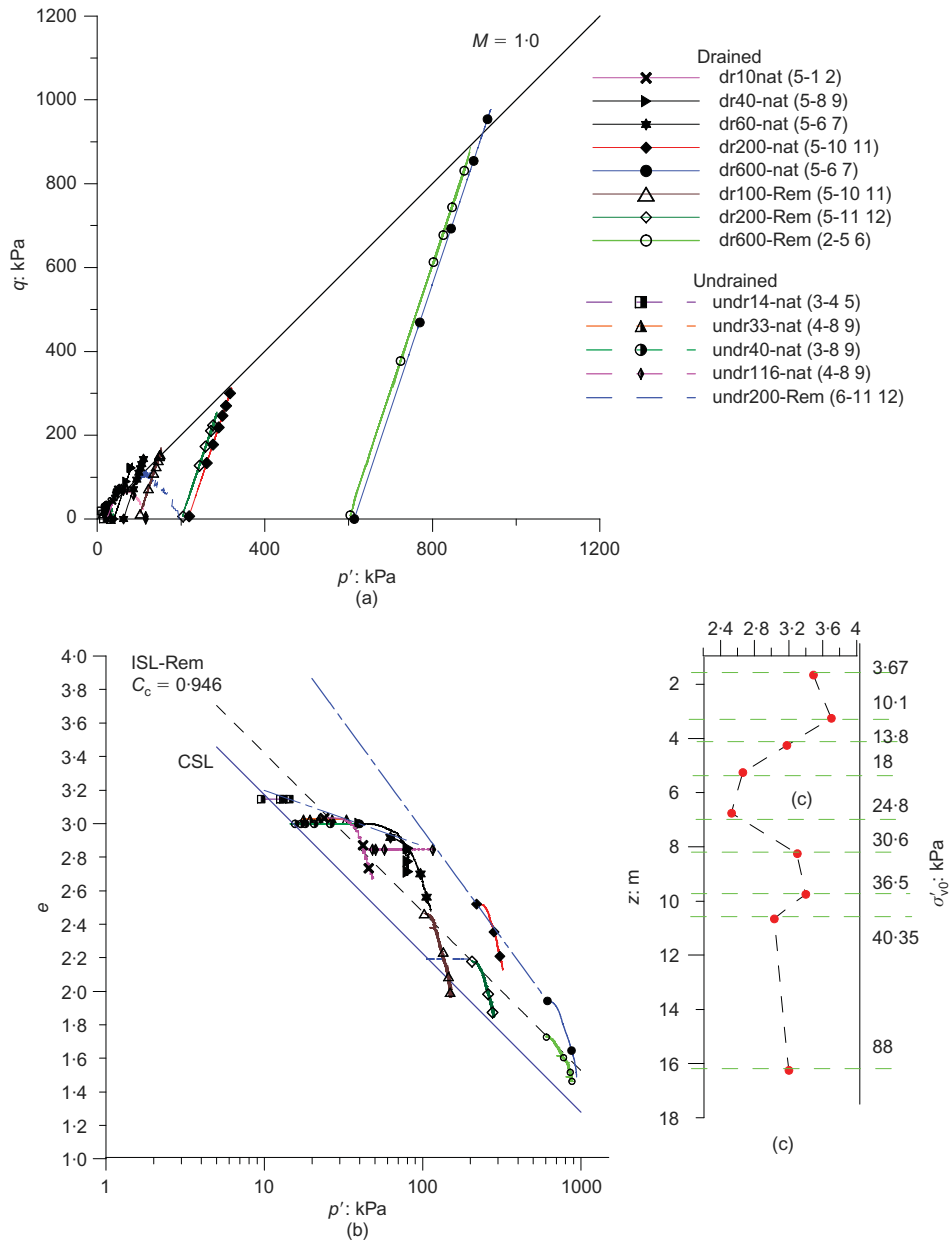 1200
1000
800
600
400
200
0
q: kPa
M = 1·0
0
400
800
1200
p′: kPa
(a)
Drained
dr10nat (5-1 2)
dr40-nat (5-8 9)
dr60-nat (5-6 7)
dr200-nat (5-10 11)
dr600-nat (5-6 7)
dr100-Rem (5-10 11)
dr200-Rem (5-11 12)
dr600-Rem (2-5 6)
Undrained
undr14-nat (3-4 5)
undr33-nat (4-8 9)
undr40-nat (3-8 9)
undr116-nat (4-8 9)
undr200-Rem (6-11 12)
4·0
3·8
3·6
3·4
3·2
3·0
2·8
2·6
2·4
2·2
2·0
1·8
1·6
1·4
1·2
1·0
e
ISL-Rem
Cc = 0·946
CSL
1
10
100
1000
p′: kPa
(b)
2·4 2·8 3·2 3·6 4
2
4
6
8
10
12
14
16
18
z: m
3·67
10·1
13·8
18
24·8
30·6
36·5
40·35
88
σ′v0: kPa
(c)
(c)